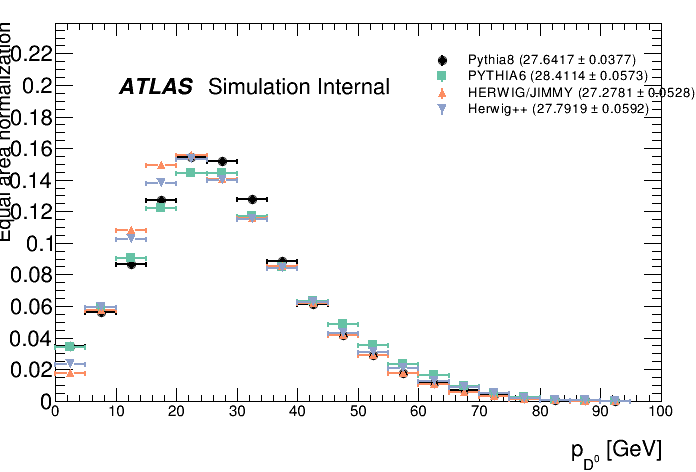 Equal area normalization
0.22
0.2
0.18
0.16
0.14
0.12
0.1
0.08
0.06
0.04
0.02
0
ATLAS Simulation Internal
Pythia8 (27.6417 ± 0.0377)
PYTHIA6 (28.4114 ± 0.0573)
HERWIG/JIMMY (27.2781 ± 0.0528)
Herwig++ (27.7919 ± 0.0592)
0 10 20 30 40 50 60 70 80 90 100
p_D⁰ [GeV]